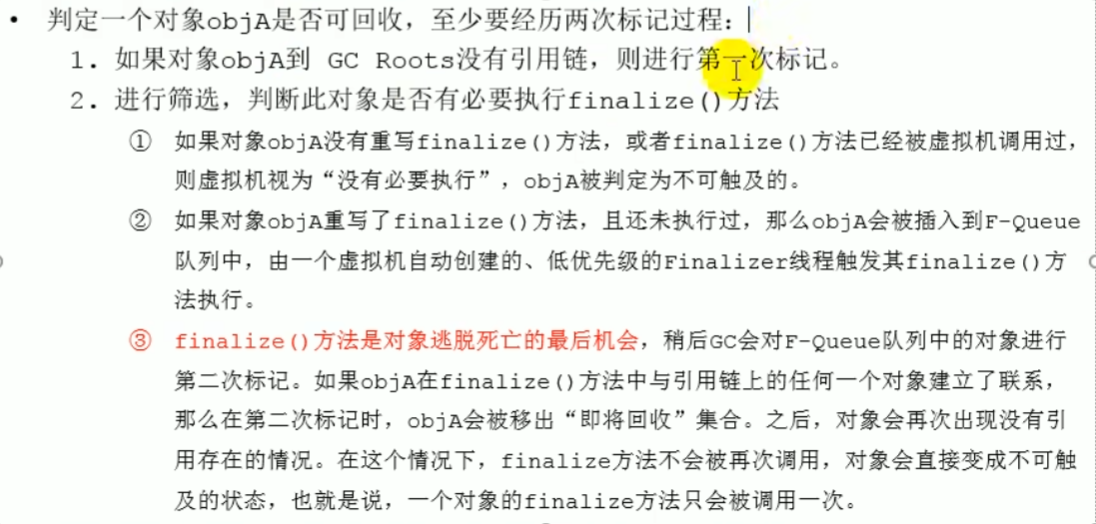 • 判定一个对象objA是否可回收，至少要经历两次标记过程：
1. 如果对象objA到 GC Roots没有引用链，则进行第一次标记。
2. 进行筛选，判断此对象是否有必要执行finalize()方法
① 如果对象objA没有重写finalize()方法，或者finalize()方法已经被虚拟机调用过，
则虚拟机视为“没有必要执行”，objA被判定为不可触及的。
② 如果对象objA重写了finalize()方法，且还未执行过，那么objA会被插入到F-Queue
队列中，由一个虚拟机自动创建的、低优先级的Finalizer线程触发其finalize()方
法执行。
③ finalize()方法是对象逃脱死亡的最后机会，稍后GC会对F-Queue队列中的对象进行
第二次标记。如果objA在finalize()方法中与引用链上的任何一个对象建立了联系，
那么在第二次标记时，objA会被移出“即将回收”集合。之后，对象会再次出现没有引
用存在的情况。在这个情况下，finalize方法不会被再次调用，对象会直接变成不可触
及的状态，也就是说，一个对象的finalize方法只会被调用一次。